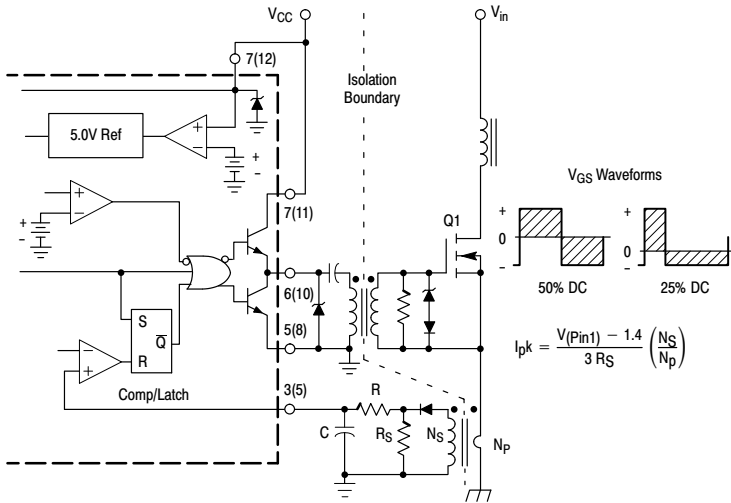 VCC
Vin
7(12)
Isolation
Boundary
5.0V Ref
+
-
+
-
VGS Waveforms
+
-
+
-
7(11)
Q1
+
0
-
+
0
-
50% DC
25% DC
6(10)
S
Q
R
5(8)
Ipk = V(Pin1) - 1.4 / 3 RS (NS / Np)
-
+
Comp/Latch
3(5)
R
C
RS
NS
NP